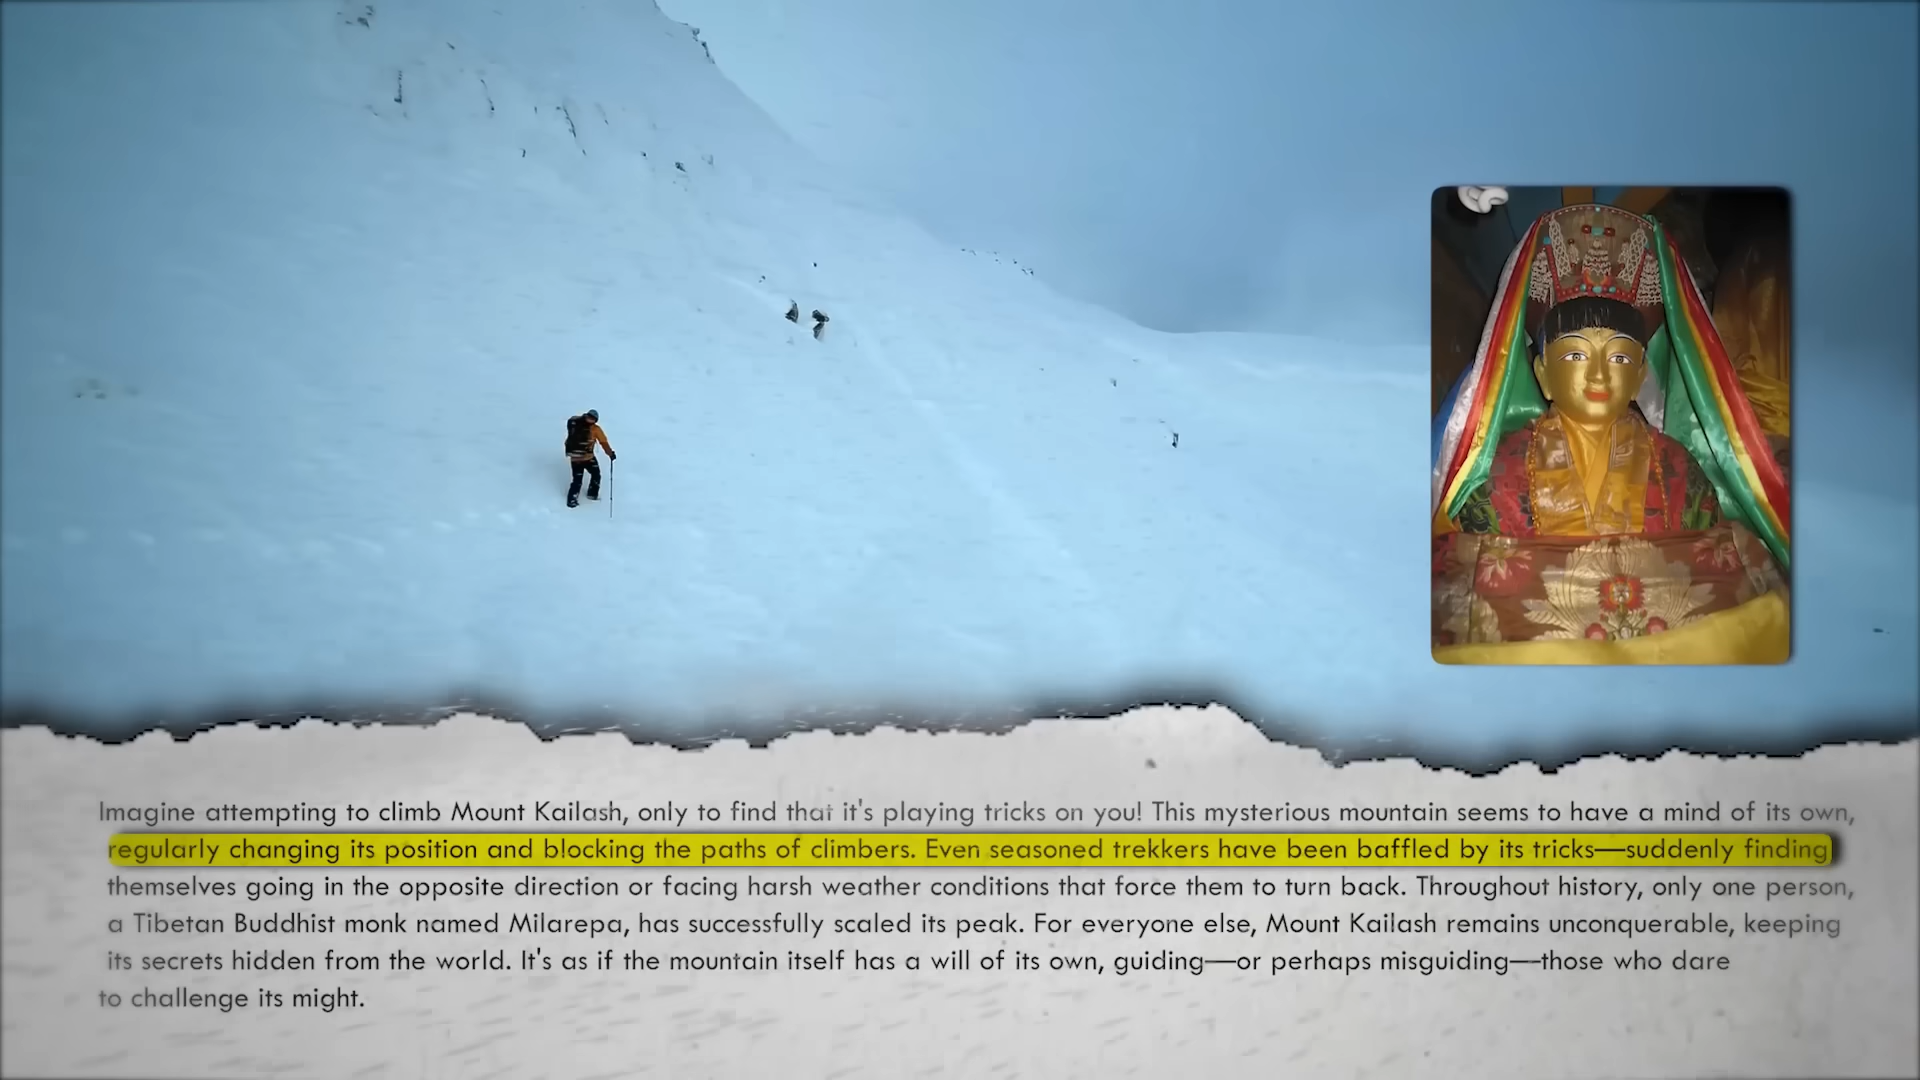 Imagine attempting to climb Mount Kailash, only to find that it's playing tricks on you! This mysterious mountain seems to have a mind of its own,
regularly changing its position and blocking the paths of climbers. Even seasoned trekkers have been baffled by its tricks—suddenly finding
themselves going in the opposite direction or facing harsh weather conditions that force them to turn back. Throughout history, only one person,
a Tibetan Buddhist monk named Milarepa, has successfully scaled its peak. For everyone else, Mount Kailash remains unconquerable, keeping
its secrets hidden from the world. It's as if the mountain itself has a will of its own, guiding—or perhaps misguiding—those who dare
to challenge its might.